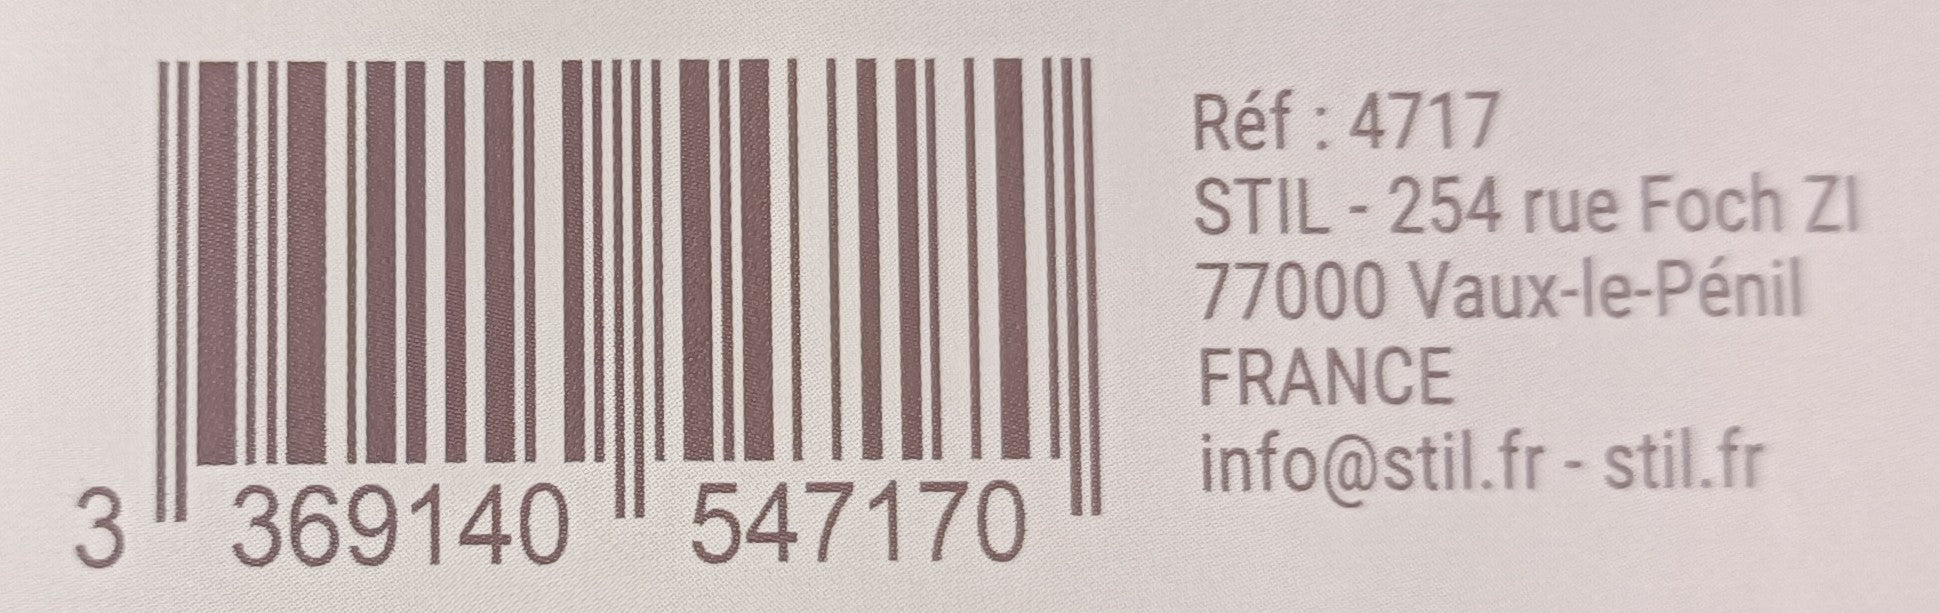 3 369140 547170
Réf : 4717
STIL - 254 rue Foch ZI
77000 Vaux-le-Pénil
FRANCE
info@stil.fr - stil.fr